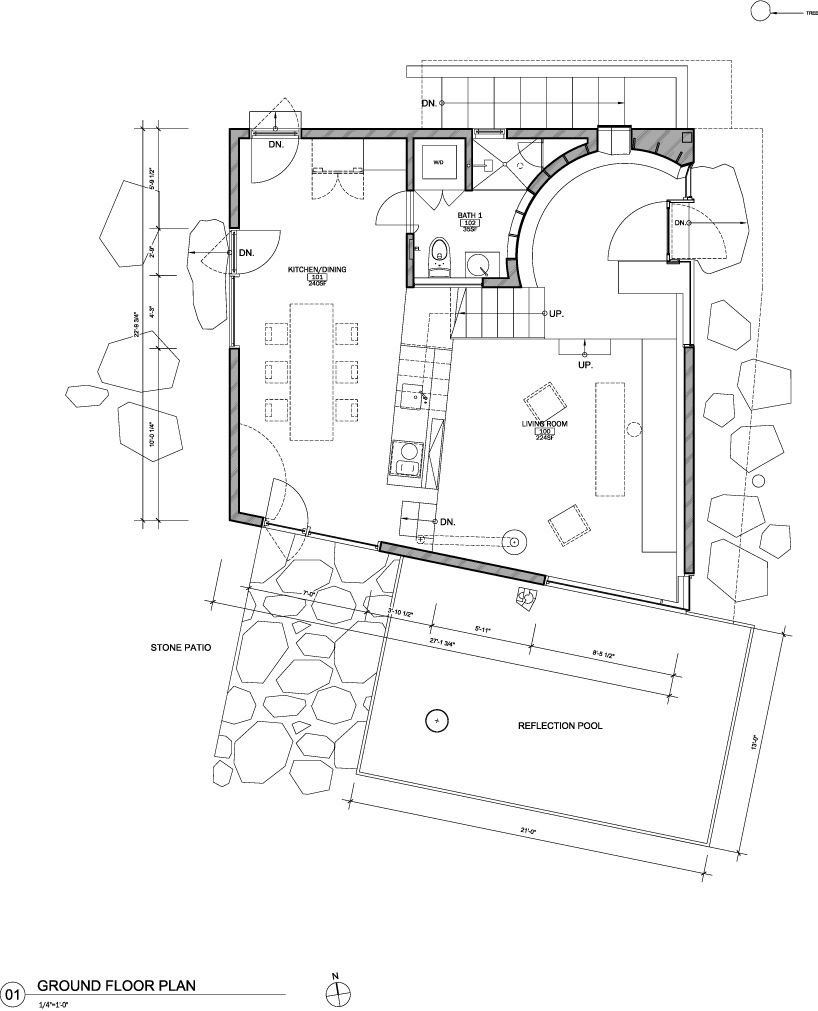 TREE
DN.
DN.
W/D
5'-9 1/2"
BATH 1
102
35SF
DN.
2'-9"
DN.
KITCHEN/DINING
101
240SF
4'-3"
22'-9 3/4"
UP.
UP.
10'-0 1/4"
LIVING ROOM
100
224SF
DN.
7'-0"
3'-10 1/2"
5'-11"
27'-1 3/4"
8'-5 1/2"
STONE PATIO
REFLECTION POOL
13'-0"
21'-0"
N
01
GROUND FLOOR PLAN
1/4"=1'-0"